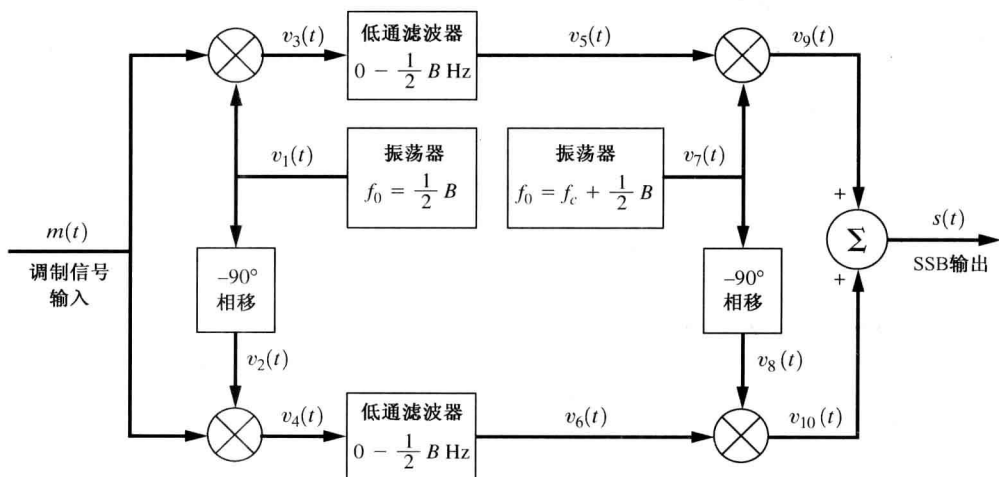 v₃(t)
低通滤波器
0 − 1/2 B Hz
v₅(t)
v₉(t)
v₁(t)
振荡器
f₀ = 1/2 B
振荡器
f₀ = f_c + 1/2 B
v₇(t)
m(t)
调制信号
输入
−90°
相移
−90°
相移
+
Σ
+
s(t)
SSB输出
v₂(t)
v₈(t)
v₄(t)
低通滤波器
0 − 1/2 B Hz
v₆(t)
v₁₀(t)